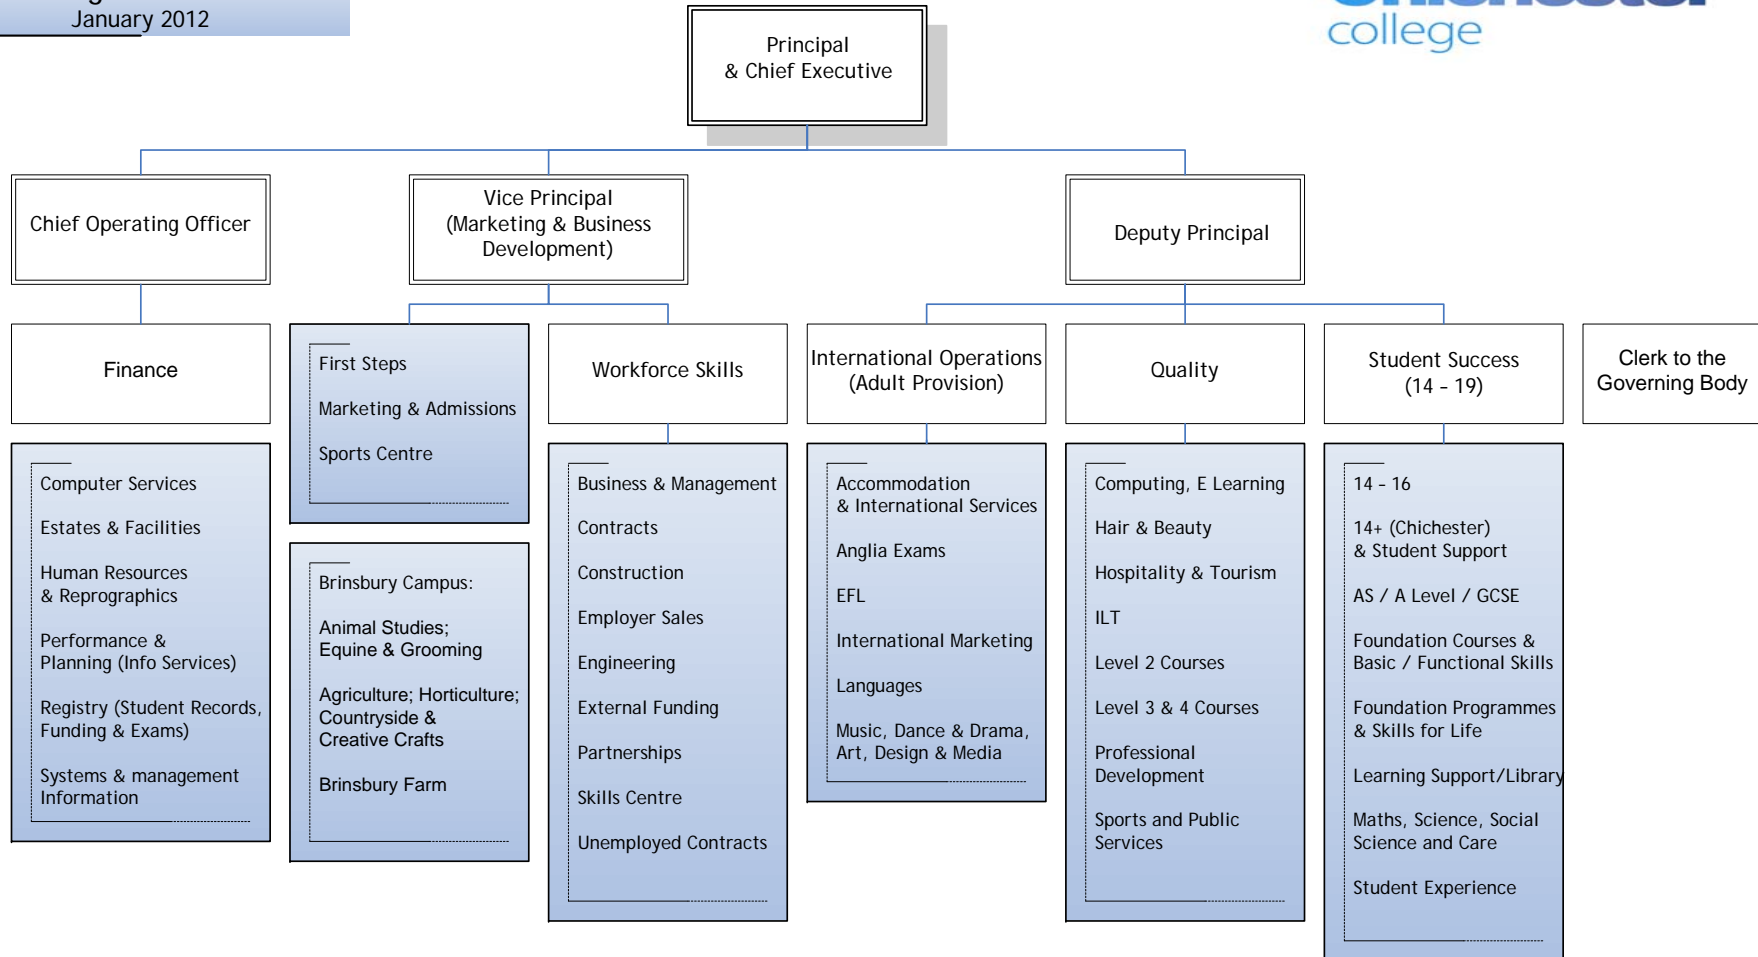 January 2012
college
Principal
& Chief Executive
Chief Operating Officer
Vice Principal
(Marketing & Business
Development)
Deputy Principal
Finance
First Steps
Marketing & Admissions
Sports Centre
Workforce Skills
International Operations
(Adult Provision)
Quality
Student Success
(14 – 19)
Clerk to the
Governing Body
Computer Services
Estates & Facilities
Human Resources
& Reprographics
Performance &
Planning (Info Services)
Registry (Student Records,
Funding & Exams)
Systems & management
Information
Brinsbury Campus:
Animal Studies;
Equine & Grooming
Agriculture; Horticulture;
Countryside &
Creative Crafts
Brinsbury Farm
Business & Management
Contracts
Construction
Employer Sales
Engineering
External Funding
Partnerships
Skills Centre
Unemployed Contracts
Accommodation
& International Services
Anglia Exams
EFL
International Marketing
Languages
Music, Dance & Drama,
Art, Design & Media
Computing, E Learning
Hair & Beauty
Hospitality & Tourism
ILT
Level 2 Courses
Level 3 & 4 Courses
Professional
Development
Sports and Public
Services
14 – 16
14+ (Chichester)
& Student Support
AS / A Level / GCSE
Foundation Courses &
Basic / Functional Skills
Foundation Programmes
& Skills for Life
Learning Support/Library
Maths, Science, Social
Science and Care
Student Experience